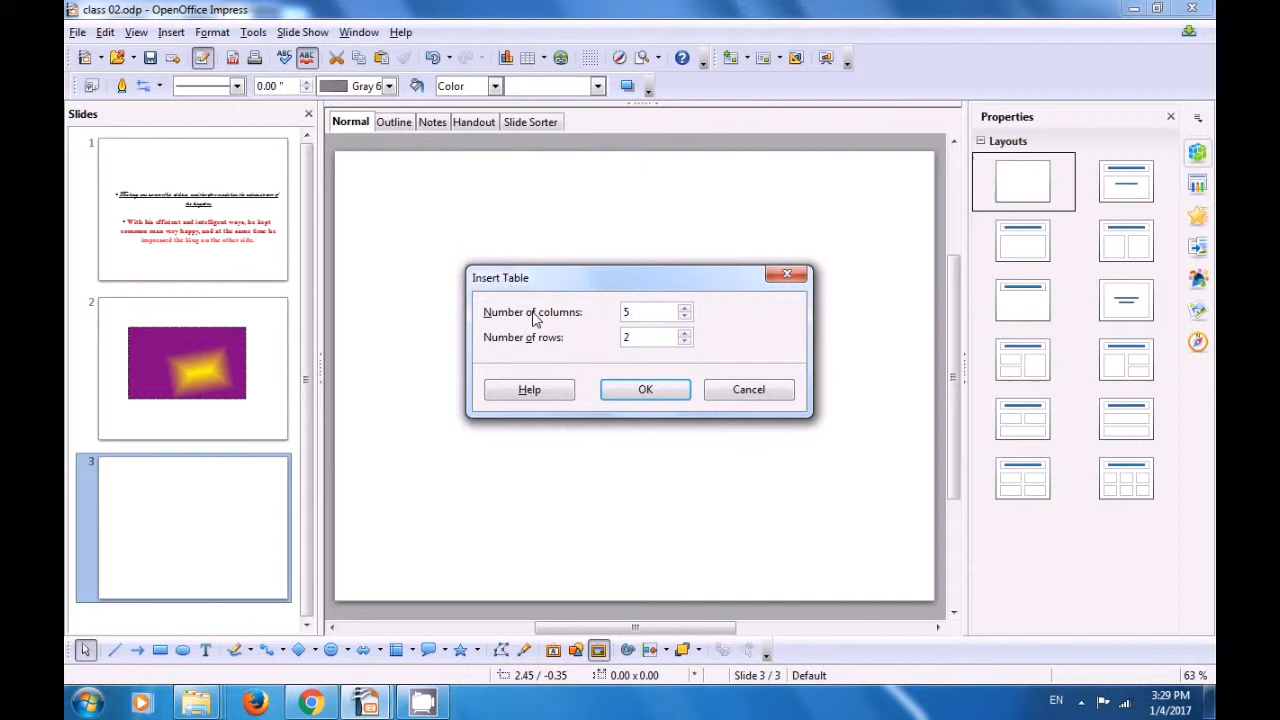 class 02.odp - OpenOffice Impress
File Edit View Insert Format Tools Slide Show Window Help
0.00 " Gray 6 Color
Slides
Normal Outline Notes Handout Slide Sorter
Properties
Layouts
1
• With his efficient and intelligent ways, he kept
common man very happy, and at the same time he
impressed the king on the other side.
2
3
Insert Table
Number of columns: 5
Number of rows: 2
Help OK Cancel
2.45 / -0.35 0.00 x 0.00 * Slide 3 / 3 Default 63 %
EN 3:29 PM
1/4/2017